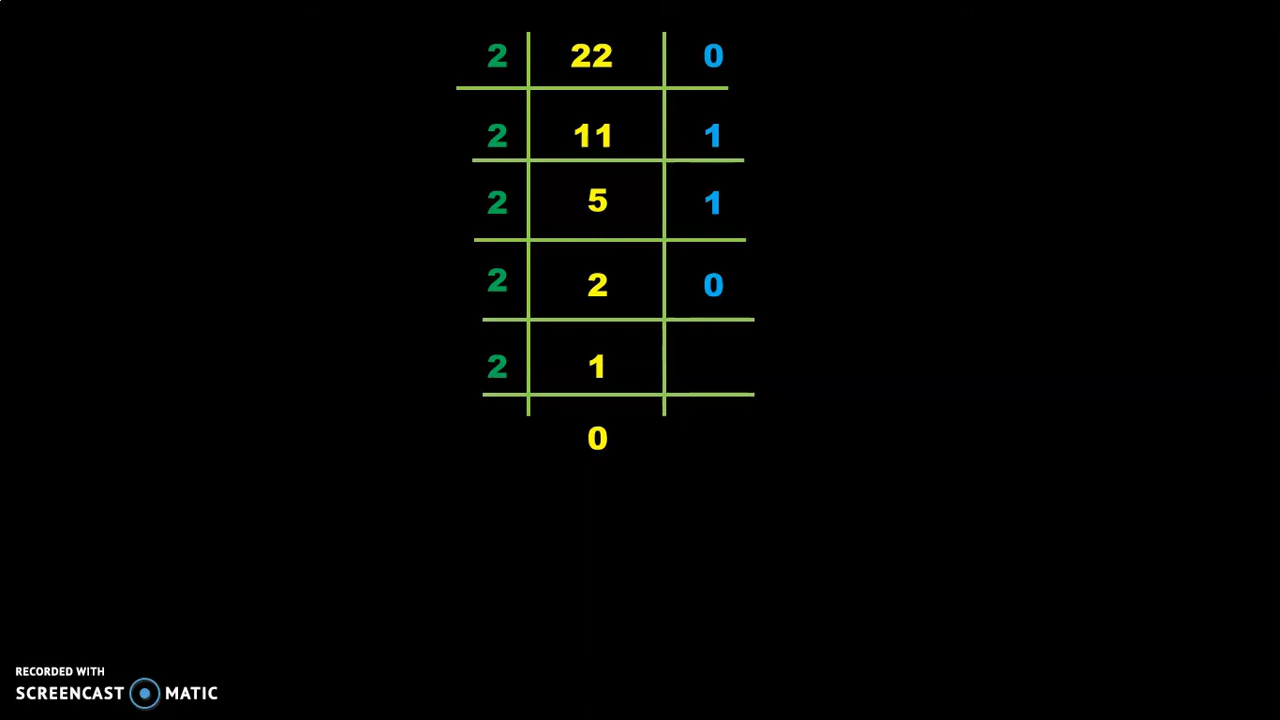 2 22 0
2 11 1
2 5 1
2 2 0
2 1
0
RECORDED WITH
SCREENCAST MATIC